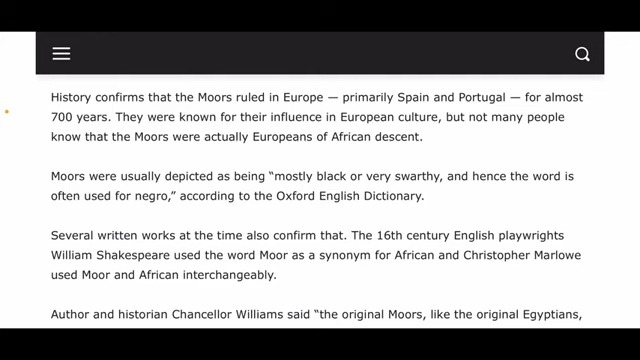 History confirms that the Moors ruled in Europe — primarily Spain and Portugal — for almost
700 years. They were known for their influence in European culture, but not many people
know that the Moors were actually Europeans of African descent.
Moors were usually depicted as being “mostly black or very swarthy, and hence the word is
often used for negro,” according to the Oxford English Dictionary.
Several written works at the time also confirm that. The 16th century English playwrights
William Shakespeare used the word Moor as a synonym for African and Christopher Marlowe
used Moor and African interchangeably.
Author and historian Chancellor Williams said “the original Moors, like the original Egyptians,